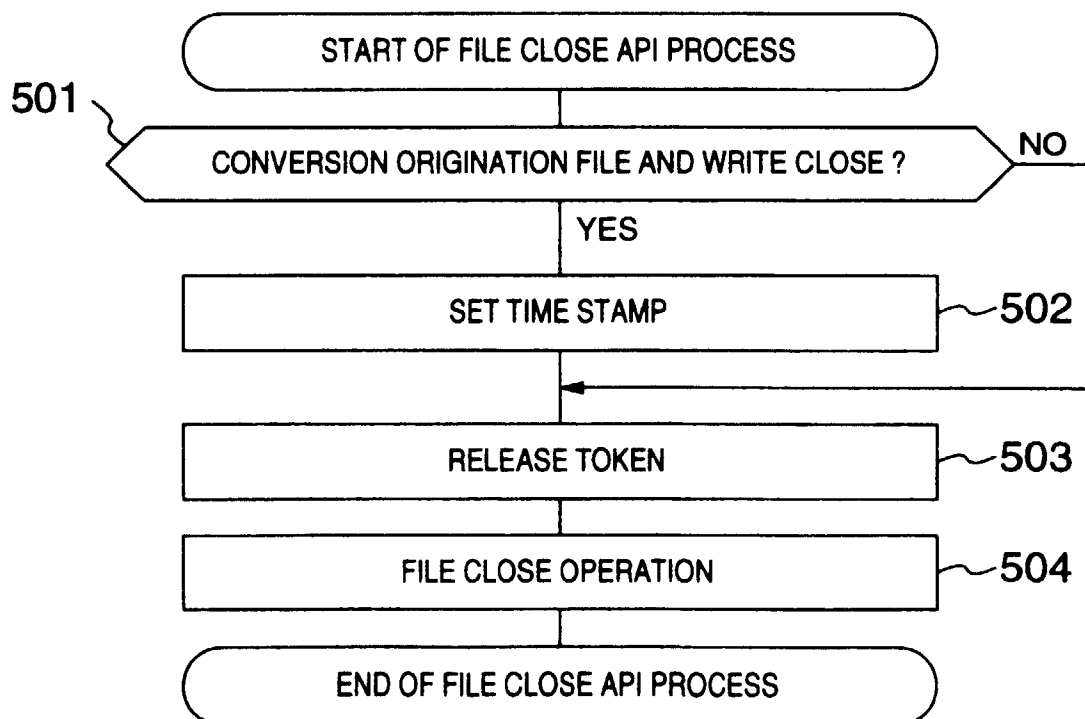 START OF FILE CLOSE API PROCESS
501
CONVERSION ORIGINATION FILE AND WRITE CLOSE ?
NO
YES
SET TIME STAMP
502
RELEASE TOKEN
503
FILE CLOSE OPERATION
504
END OF FILE CLOSE API PROCESS